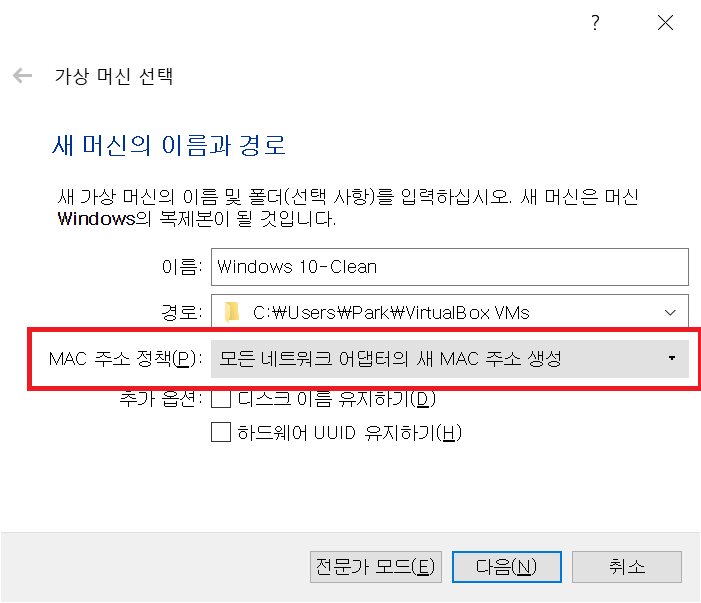 ?
가상 머신 선택
새 머신의 이름과 경로
새 가상 머신의 이름 및 폴더(선택 사항)를 입력하십시오. 새 머신은 머신
Windows의 복제본이 될 것입니다.
이름: Windows 10-Clean
경로: C:₩Users₩Park₩VirtualBox VMs
MAC 주소 정책(P): 모든 네트워크 어댑터의 새 MAC 주소 생성
추가 옵션: 디스크 이름 유지하기(D)
하드웨어 UUID 유지하기(H)
전문가 모드(E) 다음(N) 취소